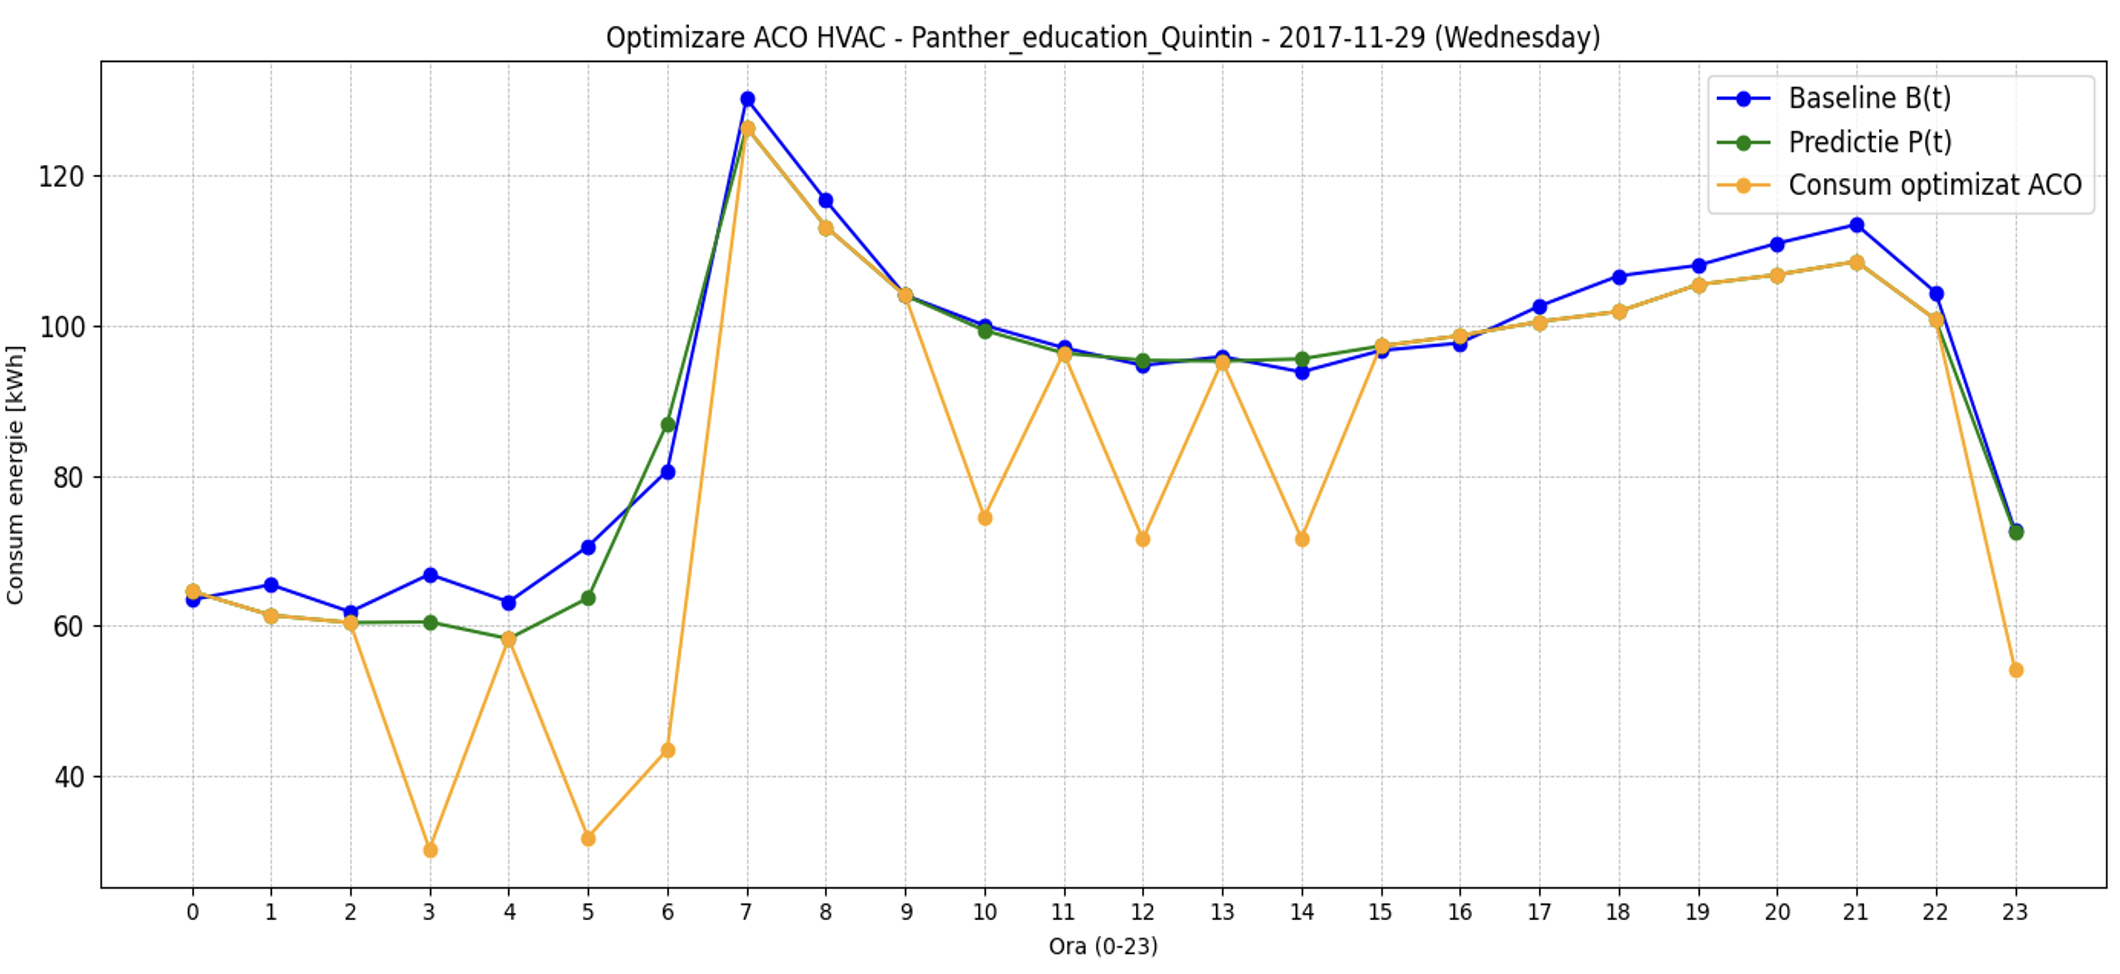 Optimizare ACO HVAC - Panther_education_Quintin - 2017-11-29 (Wednesday)
Baseline B(t)
Predictie P(t)
Consum optimizat ACO
Consum energie [kWh]
120
100
80
60
40
0 1 2 3 4 5 6 7 8 9 10 11 12 13 14 15 16 17 18 19 20 21 22 23
Ora (0-23)